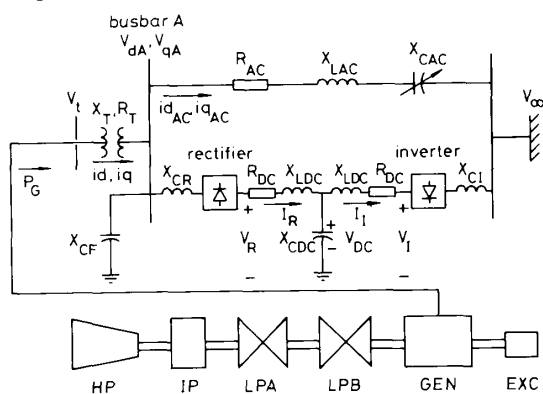 busbar A
V_dA, V_qA
R_AC
X_LAC
X_CAC
V_t
X_T, R_T
id_AC, iq_AC
V_∞
P_G
id, iq
rectifier
inverter
X_CR
R_DC
X_LDC
X_LDC
R_DC
X_CI
I_R
I_I
X_CF
+
V_R
−
X_CDC
+
−
V_DC
+
V_I
−
HP
IP
LPA
LPB
GEN
EXC